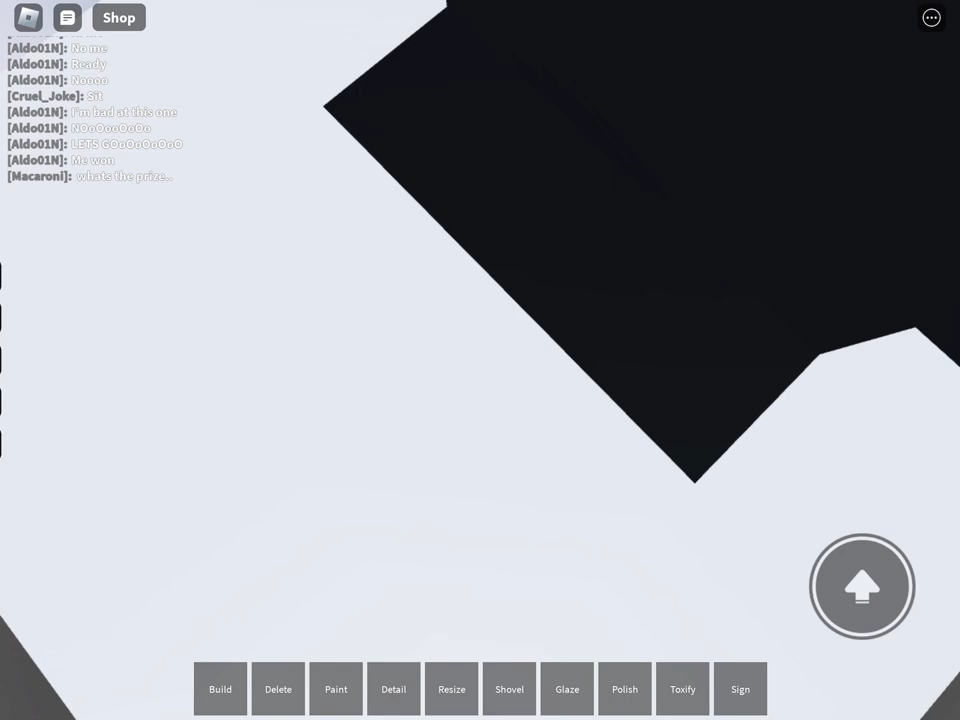 Shop
[Aldo01N]: No me
[Aldo01N]: Ready
[Aldo01N]: Noooo
[Cruel_Joke]: Sit
[Aldo01N]: I'm bad at this one
[Aldo01N]: NOoOooOoOo
[Aldo01N]: LETS GOoOoOoOoO
[Aldo01N]: Me won
[Macaroni]: whats the prize..
Build Delete Paint Detail Resize Shovel Glaze Polish Toxify Sign